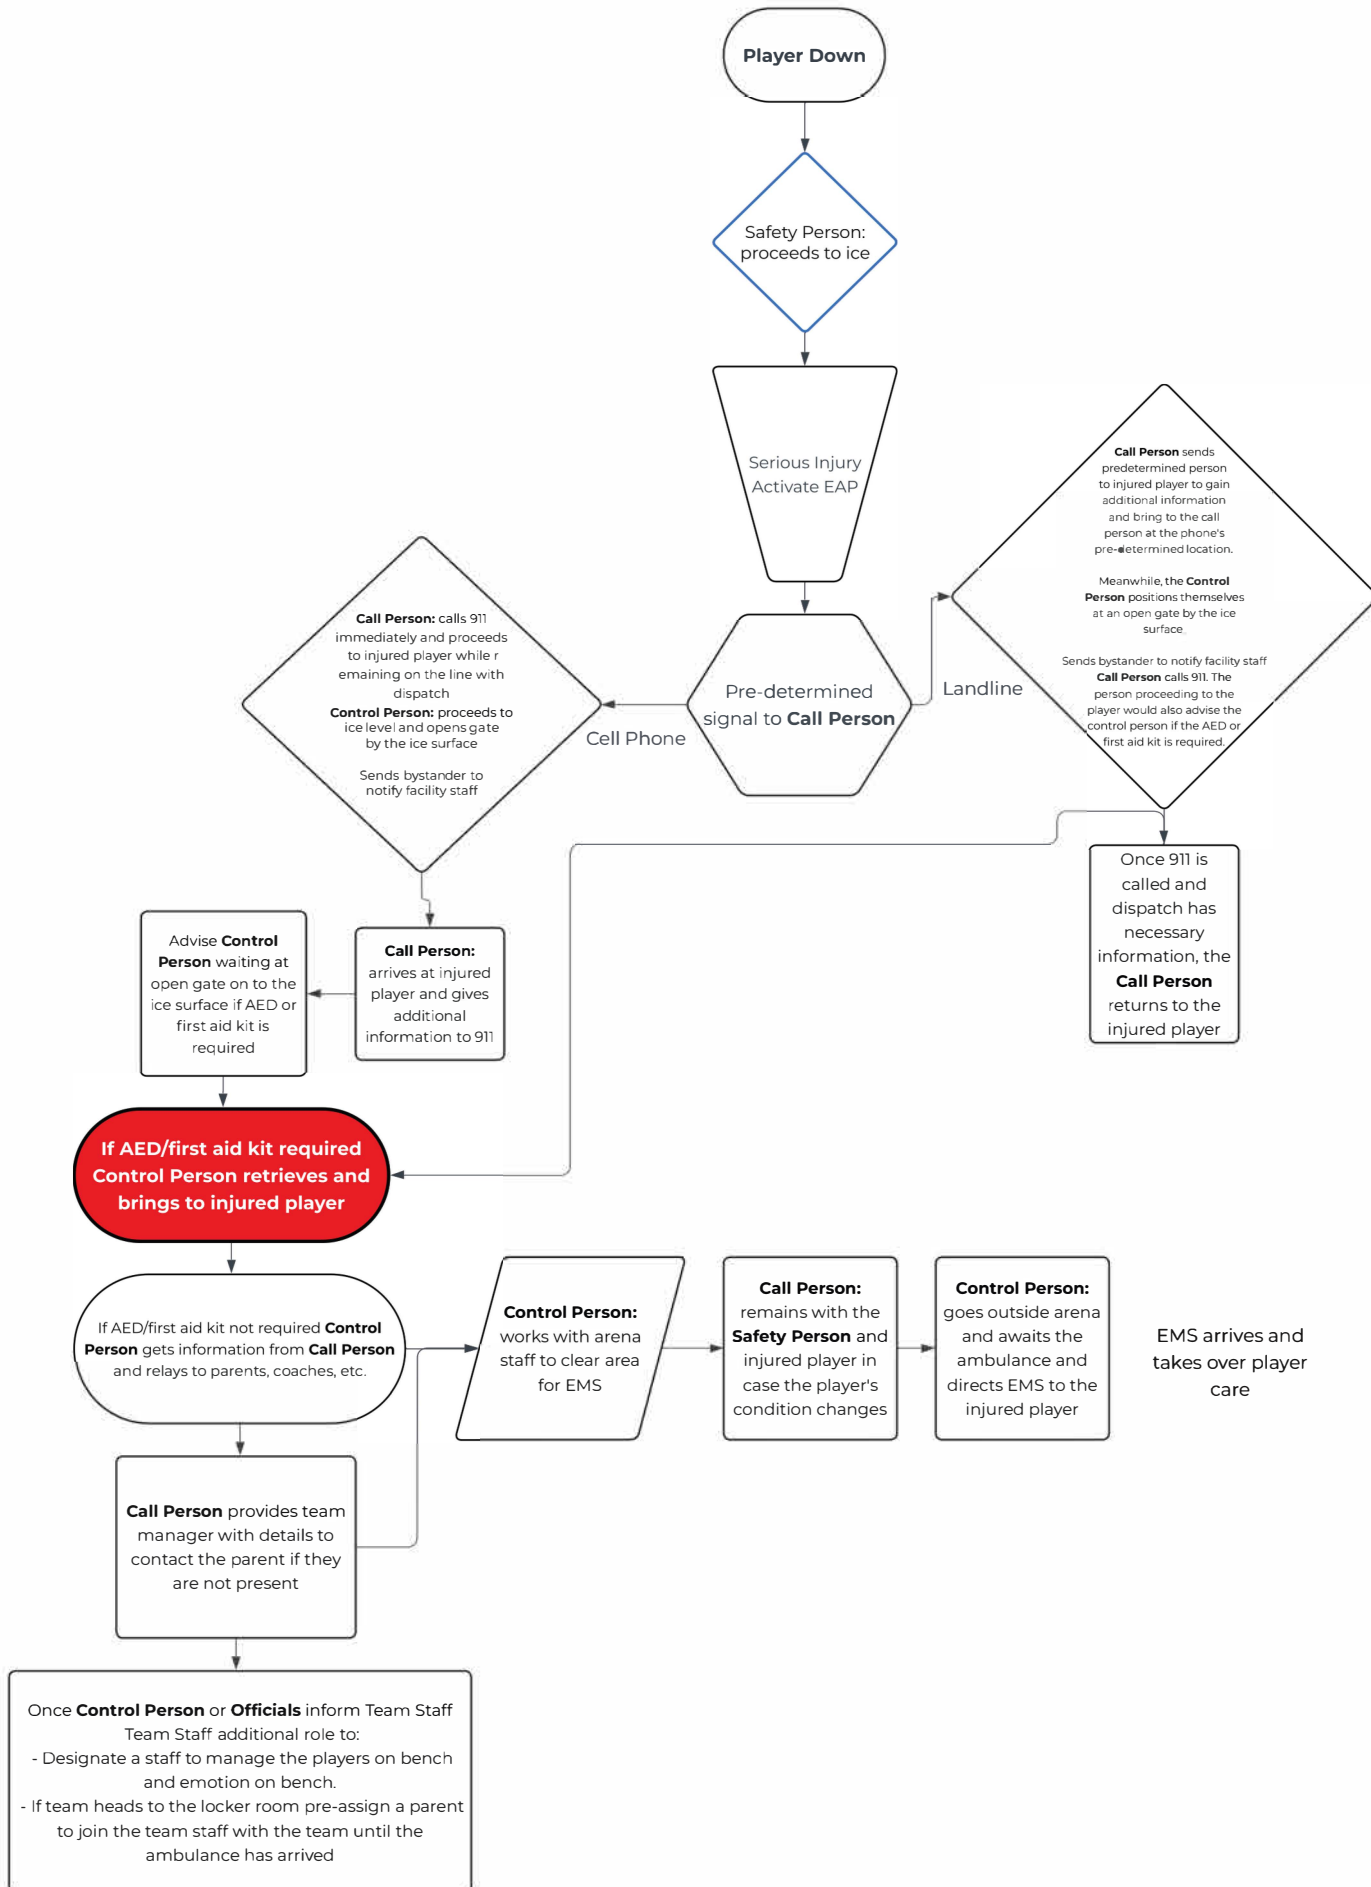 Player Down
Safety Person:
proceeds to ice
Serious Injury
Activate EAP
Pre-determined
signal to Call Person
Cell Phone
Landline
Call Person: calls 911
immediately and proceeds
to injured player while r
emaining on the line with
dispatch
Control Person: proceeds to
ice level and opens gate
by the ice surface
Sends bystander to
notify facility staff
Call Person sends
predetermined person
to injured player to gain
additional information
and bring to the call
person at the phone's
pre-determined location.
Meanwhile, the Control
Person positions themselves
at an open gate by the ice
surface
Sends bystander to notify facility staff
Call Person calls 911. The
person proceeding to the
player would also advise the
control person if the AED or
first aid kit is required.
Once 911 is
called and
dispatch has
necessary
information, the
Call Person
returns to the
injured player
Call Person:
arrives at injured
player and gives
additional
information to 911
Advise Control
Person waiting at
open gate on to the
ice surface if AED or
first aid kit is
required
If AED/first aid kit required
Control Person retrieves and
brings to injured player
If AED/first aid kit not required Control
Person gets information from Call Person
and relays to parents, coaches, etc.
Control Person:
works with arena
staff to clear area
for EMS
Call Person:
remains with the
Safety Person and
injured player in
case the player's
condition changes
Control Person:
goes outside arena
and awaits the
ambulance and
directs EMS to the
injured player
EMS arrives and
takes over player
care
Call Person provides team
manager with details to
contact the parent if they
are not present
Once Control Person or Officials inform Team Staff
Team Staff additional role to:
- Designate a staff to manage the players on bench
and emotion on bench.
- If team heads to the locker room pre-assign a parent
to join the team staff with the team until the
ambulance has arrived